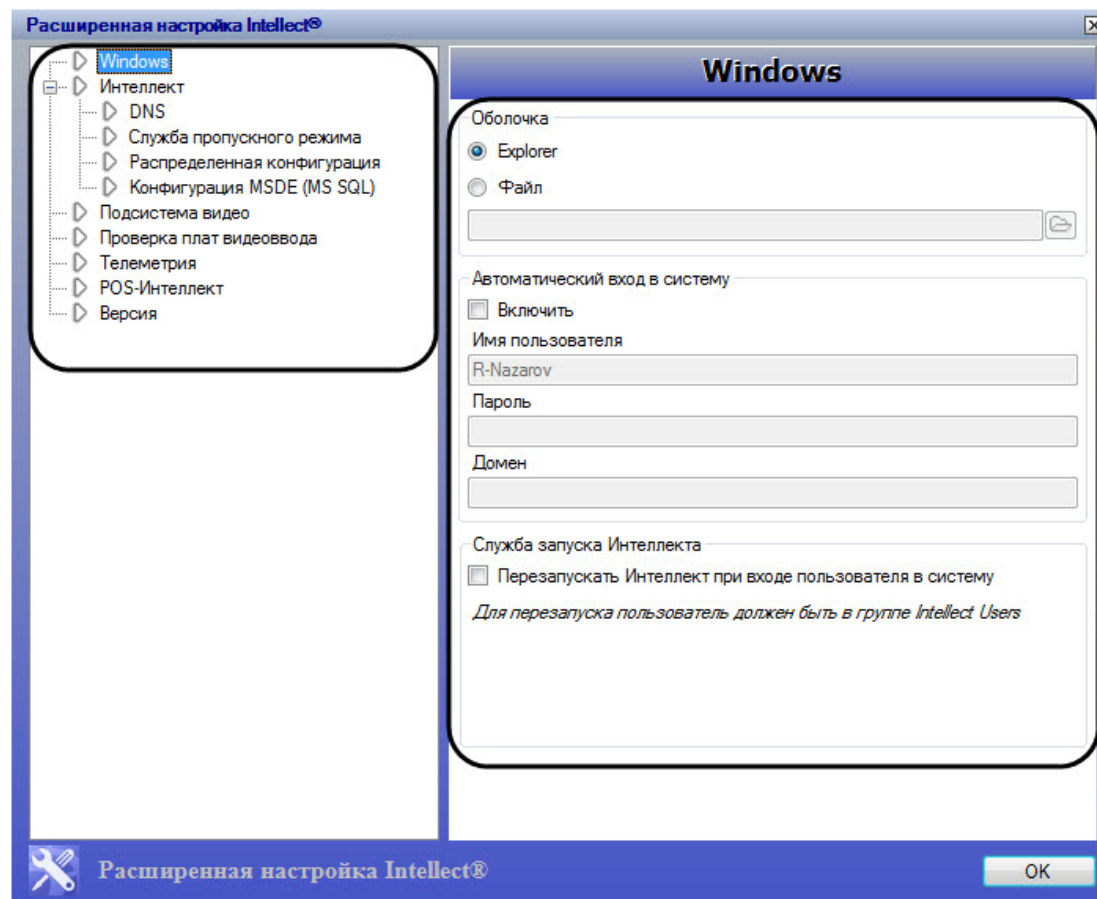 Расширенная настройка Intellect®
Windows
Интеллект
DNS
Служба пропускного режима
Распределенная конфигурация
Конфигурация MSDE (MS SQL)
Подсистема видео
Проверка плат видеоввода
Телеметрия
POS-Интеллект
Версия
Windows
Оболочка
Explorer
Файл
Автоматический вход в систему
Включить
Имя пользователя
R-Nazarov
Пароль
Домен
Служба запуска Интеллекта
Перезапускать Интеллект при входе пользователя в систему
Для перезапуска пользователь должен быть в группе Intellect Users
Расширенная настройка Intellect®
OK